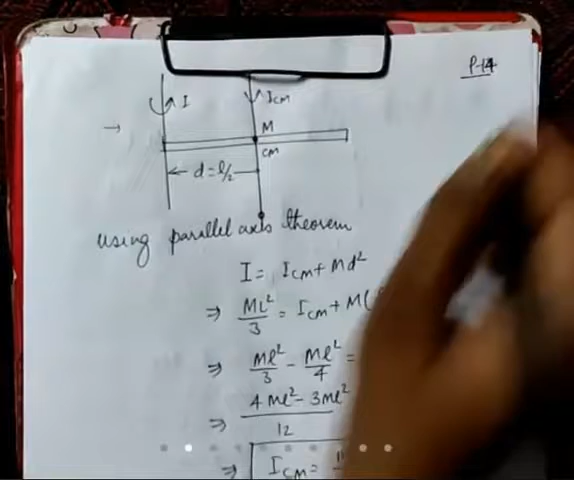 P-14
I
Icm
M
cm
d = l/2
using parallel axis theorem
I = Icm + Md²
⇒ Ml²/3 = Icm + M(
⇒ Ml²/3 - Ml²/4 =
⇒ 4Ml² - 3Ml²/12
⇒ Icm =